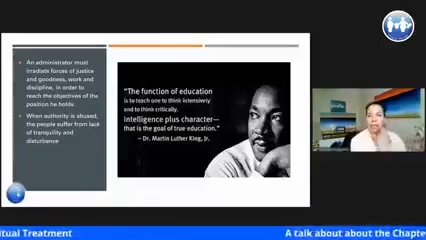 An administrator must
irradiate forces of justice
and goodness, work and
discipline, in order to
reach the objectives of the
position he holds.
When authority is abused,
the people suffer from lack
of tranquility and
disturbance
"The function of education
is to teach one to think intensively
and to think critically.
Intelligence plus character—
that is the goal of true education."
– Dr. Martin Luther King, Jr.
itual Treatment
A talk about about the Chapte